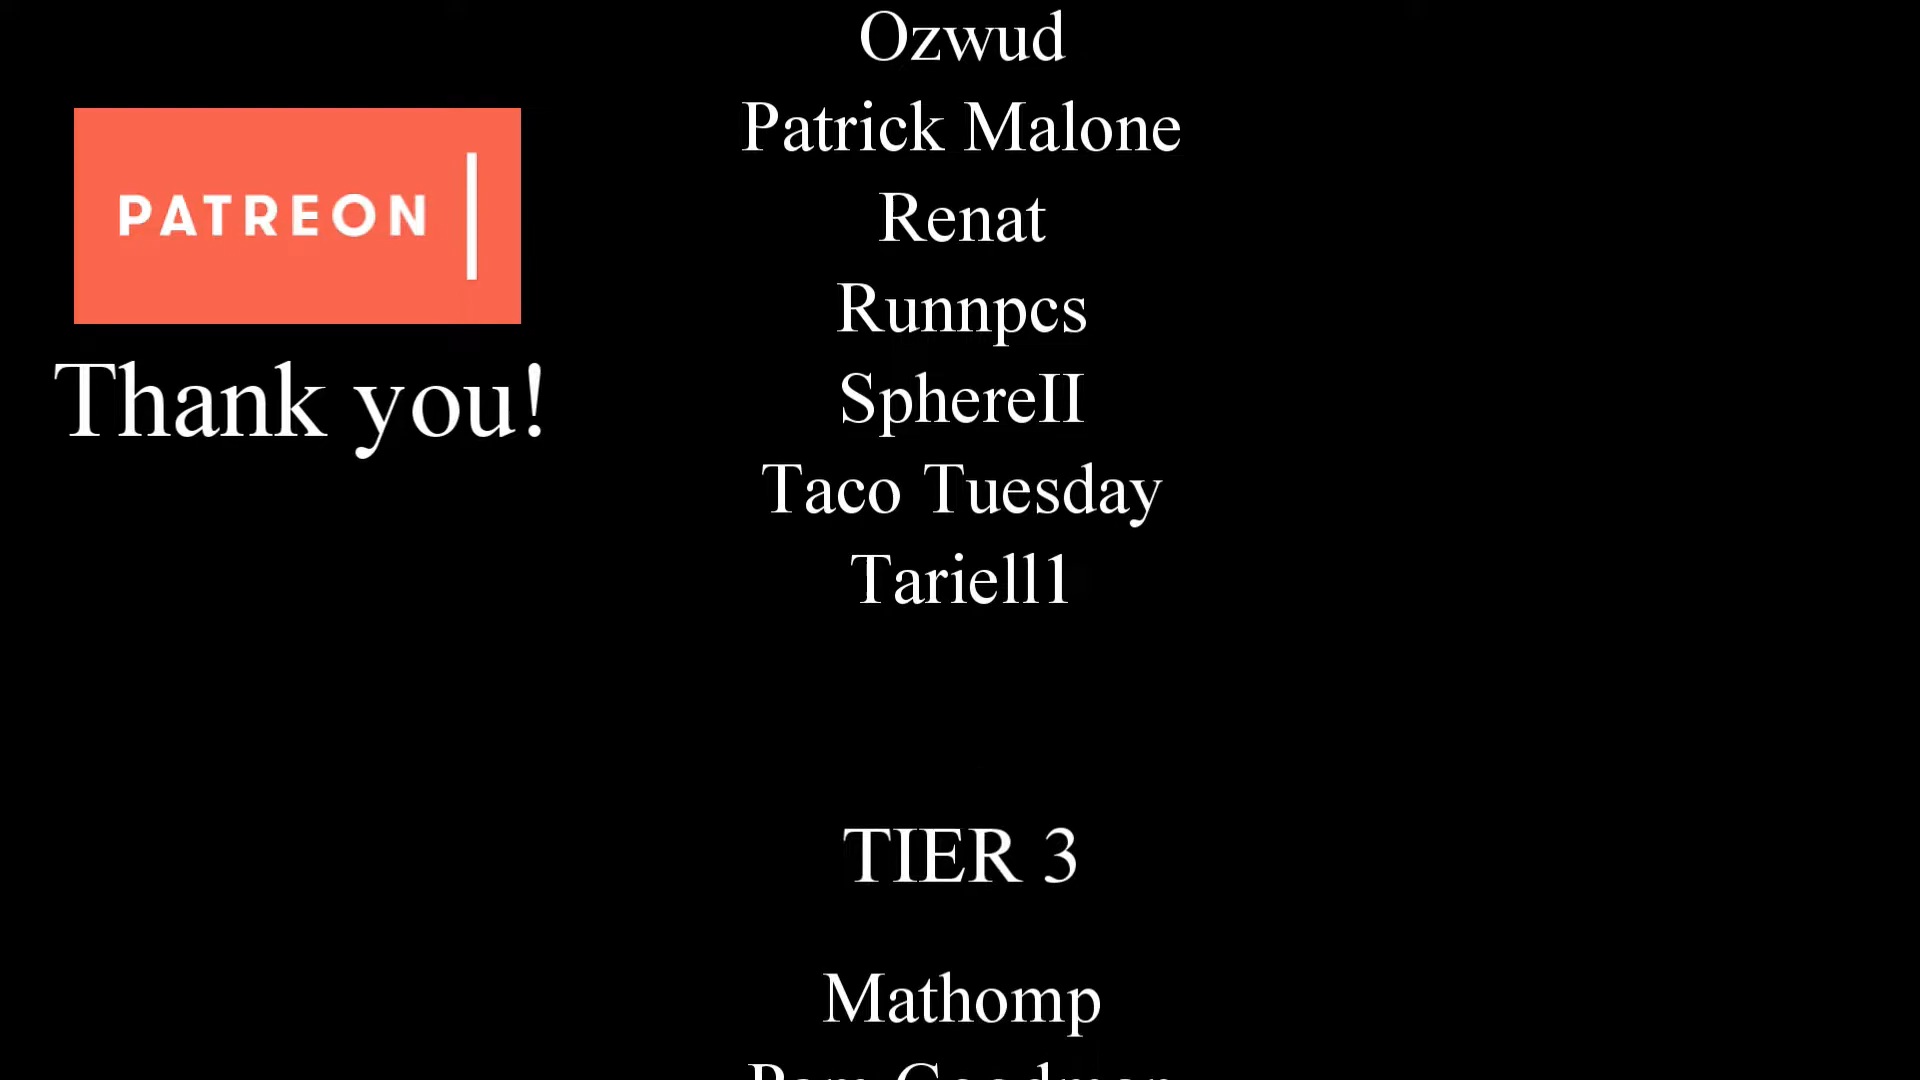 PATREON
Thank you!
Ozwud
Patrick Malone
Renat
Runnpcs
SphereII
Taco Tuesday
Tariell1
TIER 3
Mathomp